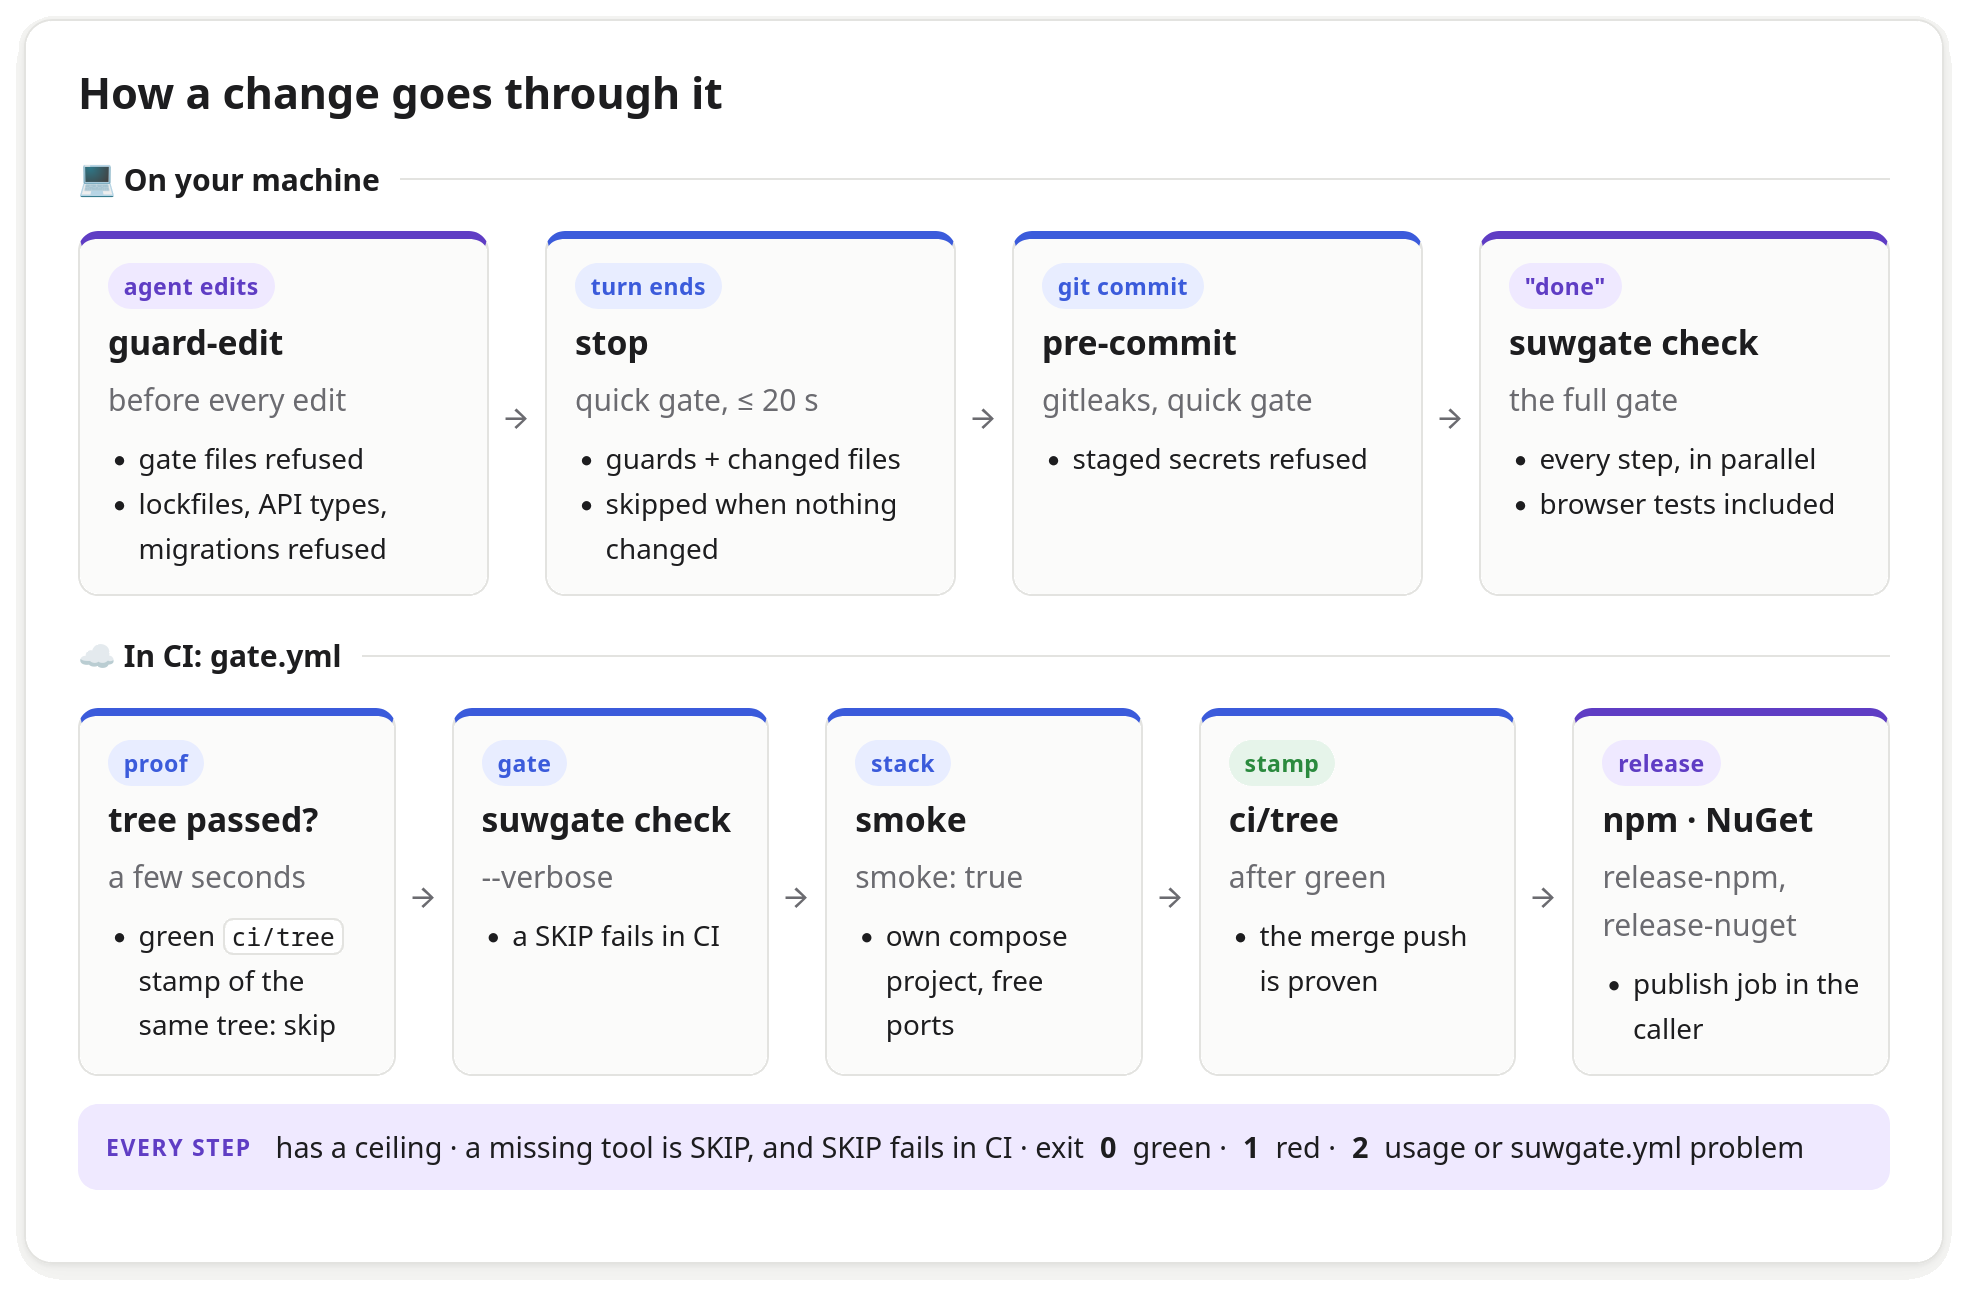 How a change goes through it
💻 On your machine
agent edits
guard-edit
before every edit
• gate files refused
• lockfiles, API types,
migrations refused
→
turn ends
stop
quick gate, ≤ 20 s
• guards + changed files
• skipped when nothing
changed
→
git commit
pre-commit
gitleaks, quick gate
• staged secrets refused
→
"done"
suwgate check
the full gate
• every step, in parallel
• browser tests included
☁️ In CI: gate.yml
proof
tree passed?
a few seconds
• green ci/tree
stamp of the
same tree: skip
→
gate
suwgate check
--verbose
• a SKIP fails in CI
→
stack
smoke
smoke: true
• own compose
project, free
ports
→
stamp
ci/tree
after green
• the merge push
is proven
→
release
npm · NuGet
release-npm,
release-nuget
• publish job in the
caller
EVERY STEP has a ceiling · a missing tool is SKIP, and SKIP fails in CI · exit 0 green · 1 red · 2 usage or suwgate.yml problem